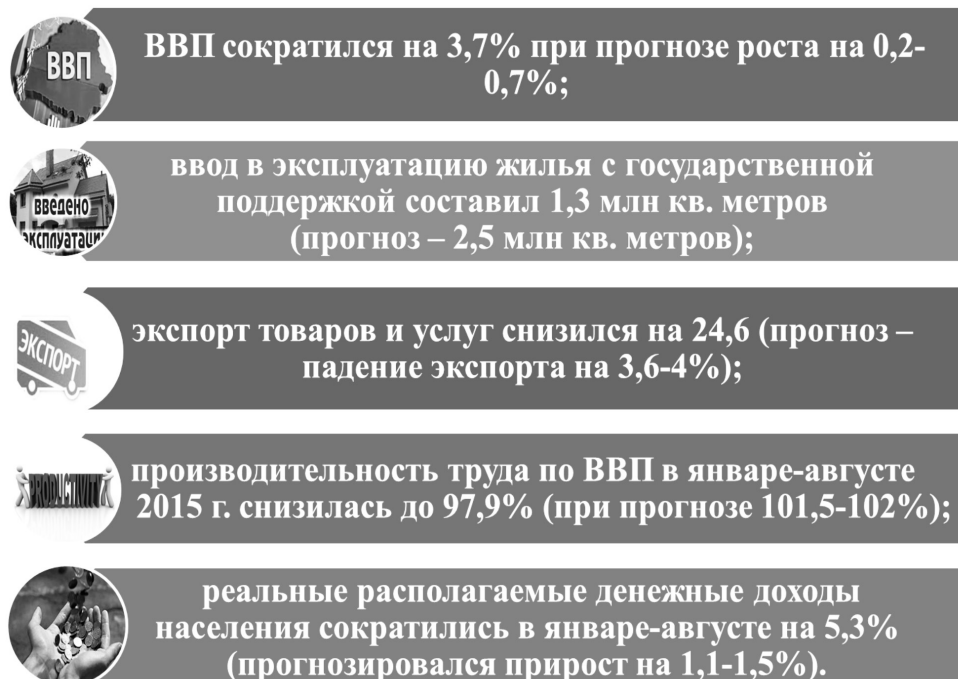 ВВП
ВВП сократился на 3,7% при прогнозе роста на 0,2-
0,7%;
введено
эксплуатаци
ввод в эксплуатацию жилья с государственной
поддержкой составил 1,3 млн кв. метров
(прогноз – 2,5 млн кв. метров);
ЭКСПОРТ
экспорт товаров и услуг снизился на 24,6 (прогноз –
падение экспорта на 3,6-4%);
PRODUCTIVITY
производительность труда по ВВП в январе-августе
2015 г. снизилась до 97,9% (при прогнозе 101,5-102%);
реальные располагаемые денежные доходы
населения сократились в январе-августе на 5,3%
(прогнозировался прирост на 1,1-1,5%).